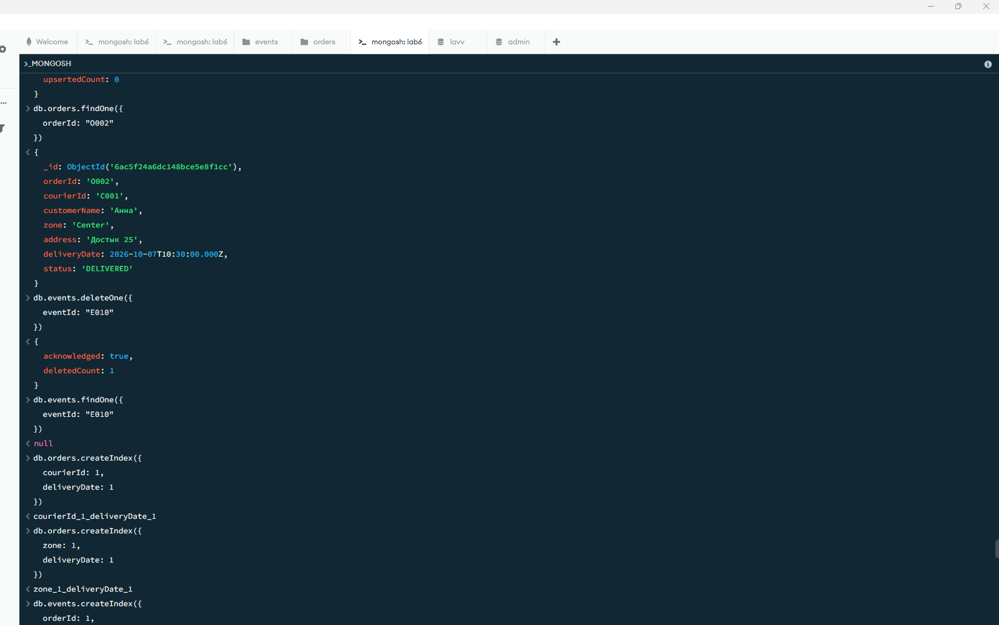 Welcome
>_ mongosh: lab6
>_ mongosh: lab6
events
orders
>_ mongosh: lab6
lavv
admin
>_MONGOSH
upsertedCount: 0
}
> db.orders.findOne({
orderId: "O002"
})
< {
_id: ObjectId('6ac5f24a6dc148bce5e8f1cc'),
orderId: 'O002',
courierId: 'C001',
customerName: 'Анна',
zone: 'Center',
address: 'Достык 25',
deliveryDate: 2026-10-07T10:30:00.000Z,
status: 'DELIVERED'
}
> db.events.deleteOne({
eventId: "E010"
})
< {
acknowledged: true,
deletedCount: 1
}
> db.events.findOne({
eventId: "E010"
})
< null
> db.orders.createIndex({
courierId: 1,
deliveryDate: 1
})
< courierId_1_deliveryDate_1
> db.orders.createIndex({
zone: 1,
deliveryDate: 1
})
< zone_1_deliveryDate_1
> db.events.createIndex({
orderId: 1,